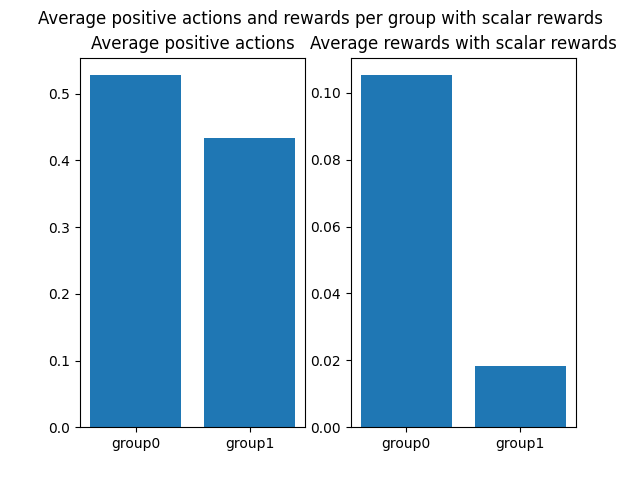 Average positive actions and rewards per group with scalar rewards
Average positive actions
0.5
0.4
0.3
0.2
0.1
0.0
group0 group1
Average rewards with scalar rewards
0.10
0.08
0.06
0.04
0.02
0.00
group0 group1